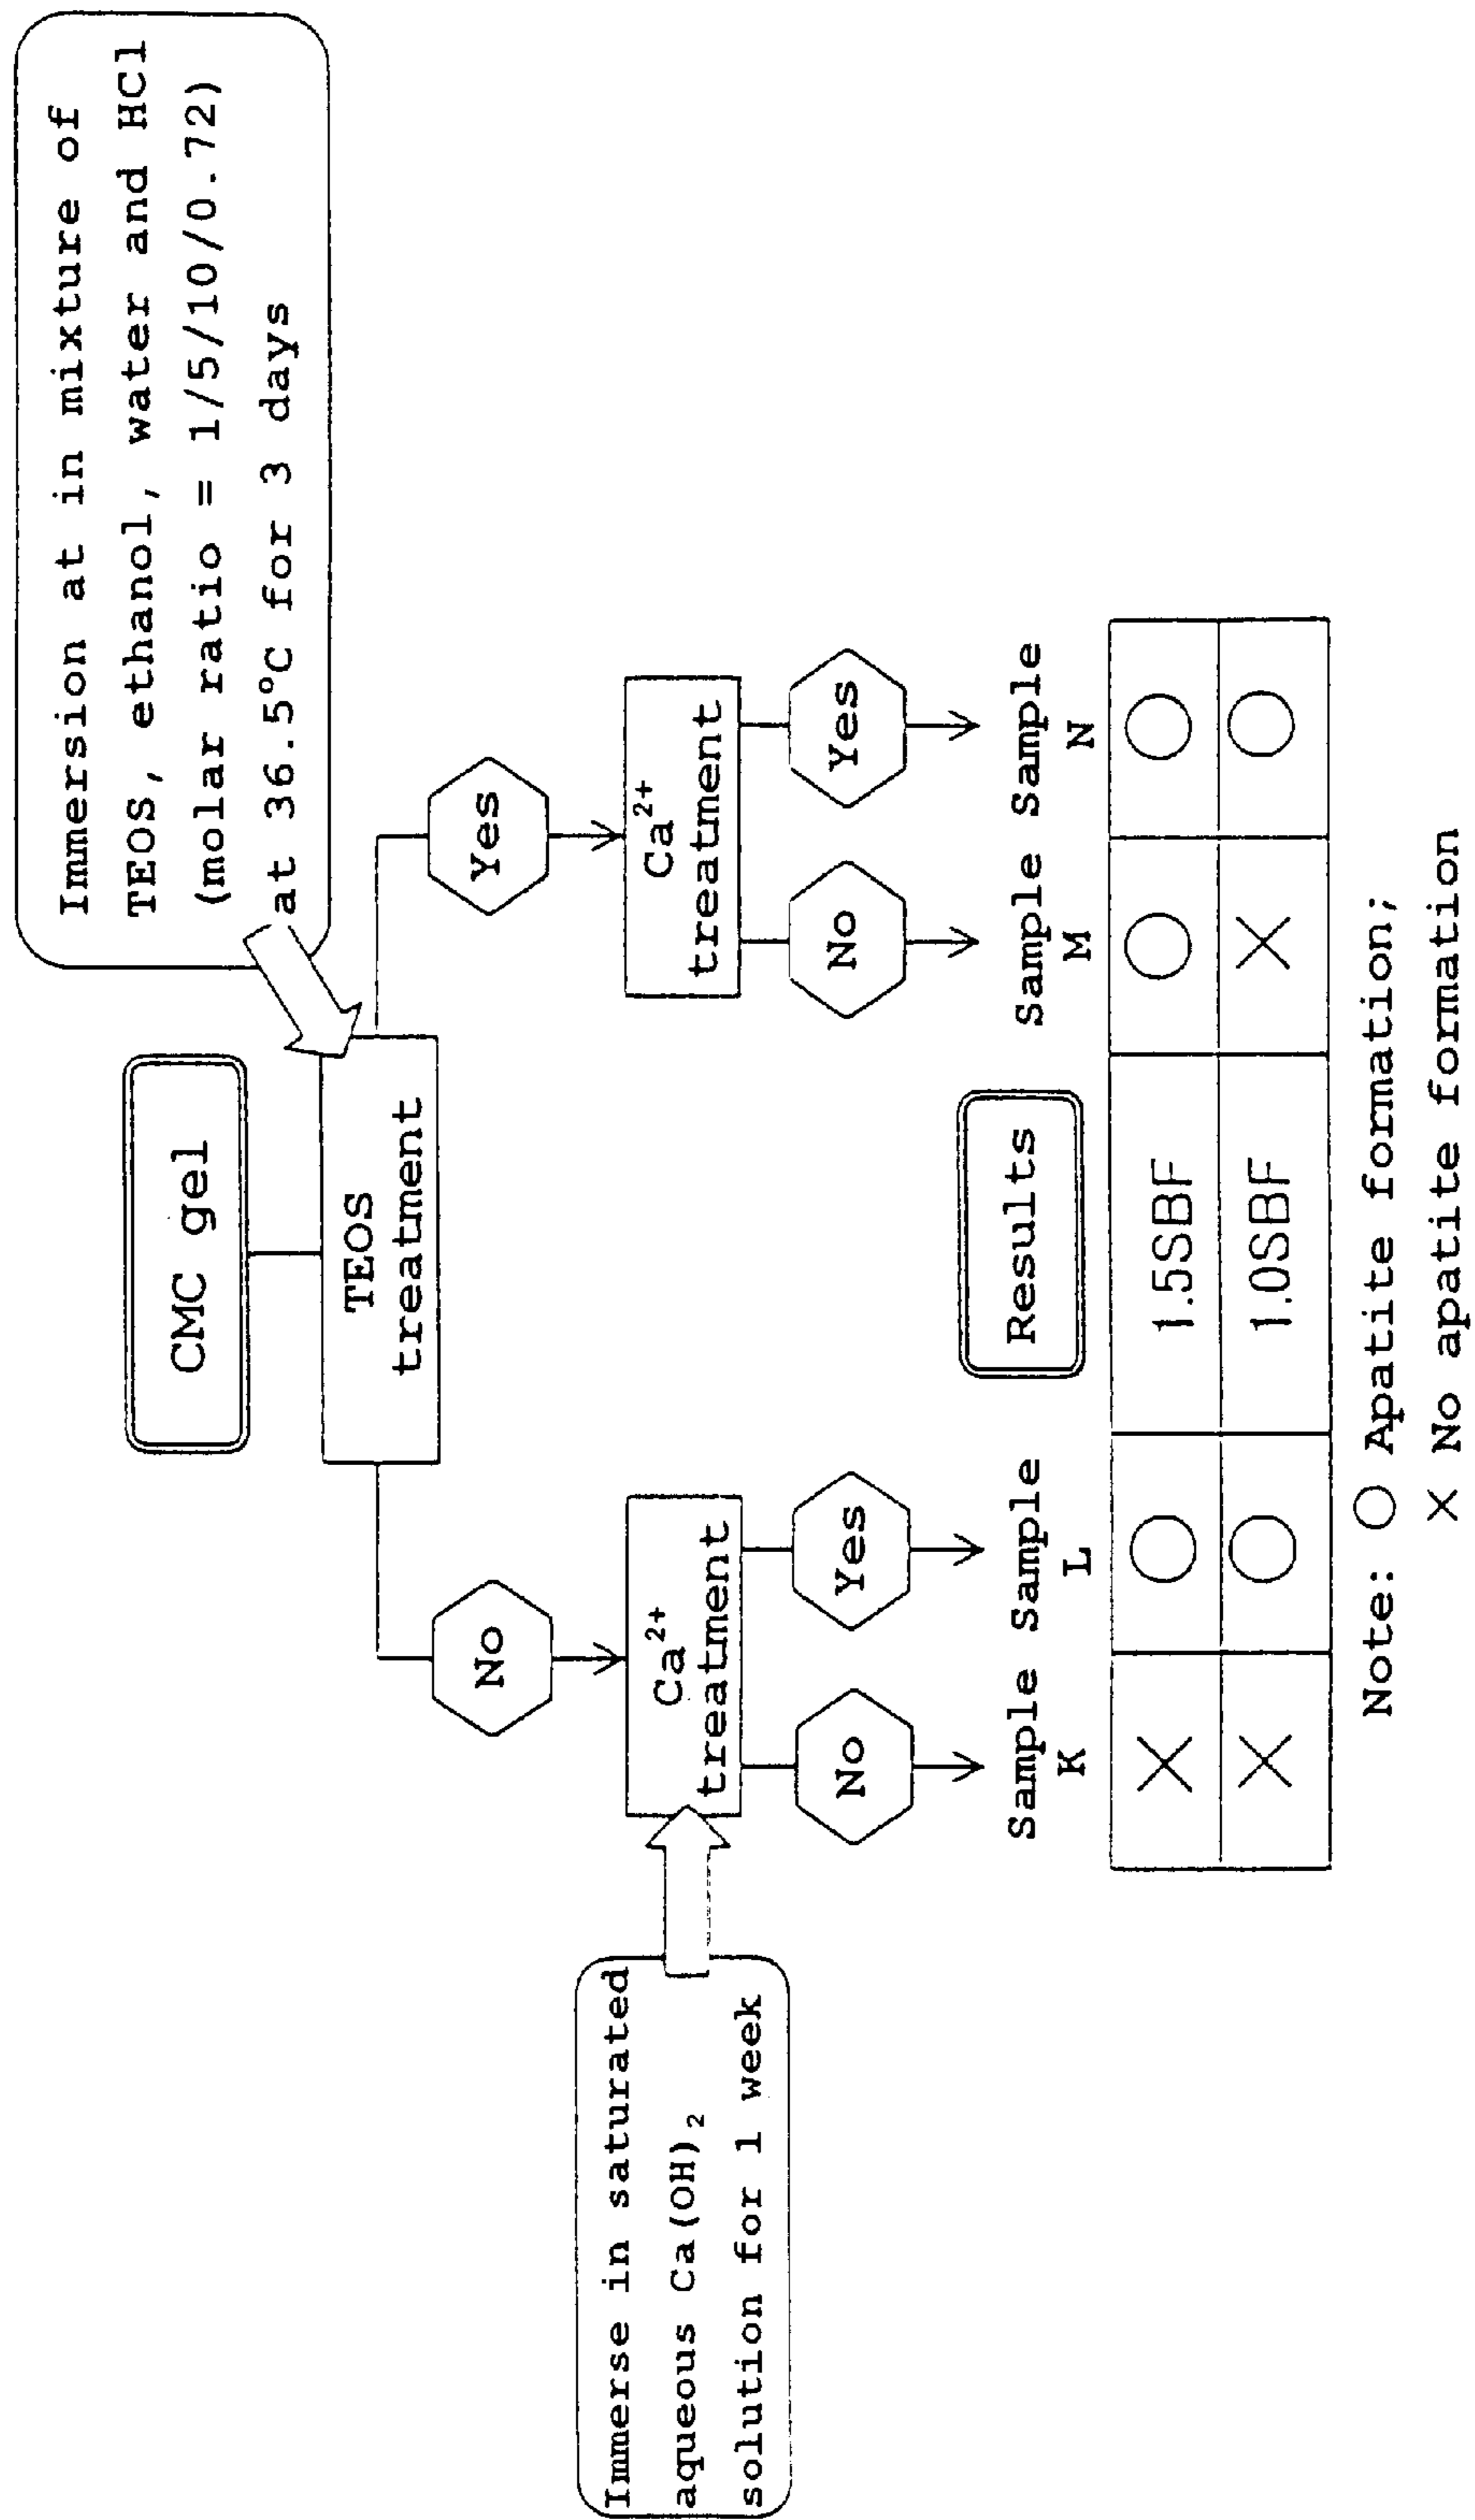 CMC gel
TEOS
treatment
Immersion at in mixture of
TEOS, ethanol, water and HCl
(molar ratio = 1/5/10/0.72)
at 36.5°C for 3 days
No
Yes
Immerse in saturated
aqueous Ca(OH)₂
solution for 1 week
Ca²⁺
treatment
Ca²⁺
treatment
No
Yes
No
Yes
Sample
K
Sample
L
Results
Sample
M
Sample
N
× ○ 1.5SBF ○ ○
× ○ 1.0SBF × ○
Note: ○ Apatite formation;
× No apatite formation